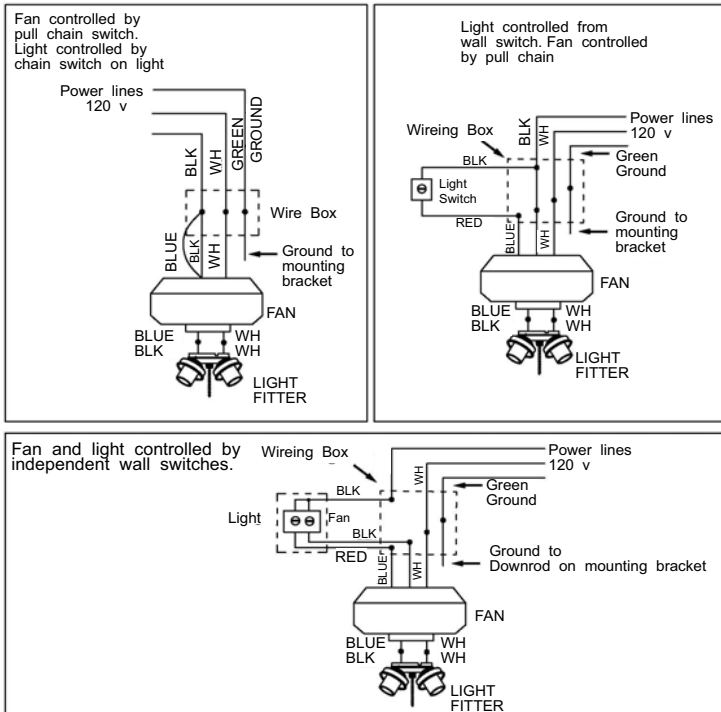 Fan controlled by
pull chain switch.
Light controlled by
chain switch on light
Power lines
120 v
BLK
WH
GREEN
GROUND
Wire Box
BLUE
BLK
WH
Ground to
mounting
bracket
FAN
BLUE
BLK
WH
WH
LIGHT
FITTER
Light controlled from
wall switch. Fan controlled
by pull chain
Power lines
120 v
Wireing Box
BLK
WH
BLK
Green
Ground
Light
Switch
RED
BLUE
WH
Ground to
mounting
bracket
FAN
BLUE
BLK
WH
WH
LIGHT
FITTER
Fan and light controlled by
independent wall switches.
Wireing Box
Power lines
120 v
WH
BLK
Green
Ground
Light
Fan
BLK
RED
BLUE
WH
Ground to
Downrod on mounting bracket
FAN
BLUE
BLK
WH
WH
LIGHT
FITTER